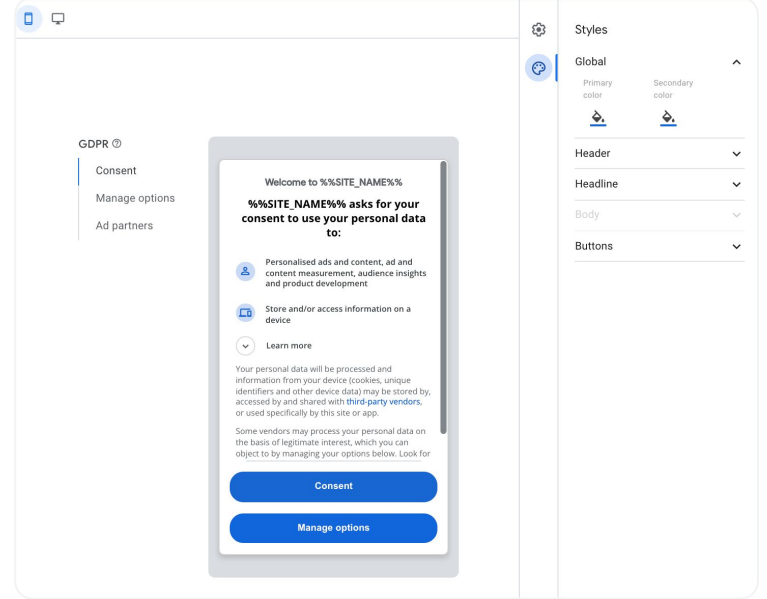 Styles
Global
Primary color
Secondary color
Header
Headline
Body
Buttons
GDPR
Consent
Manage options
Ad partners
Welcome to %%SITE_NAME%%
%%SITE_NAME%% asks for your
consent to use your personal data
to:
Personalised ads and content, ad and
content measurement, audience insights
and product development
Store and/or access information on a
device
Learn more
Your personal data will be processed and
information from your device (cookies, unique
identifiers and other device data) may be stored by,
accessed by and shared with third-party vendors,
or used specifically by this site or app.
Some vendors may process your personal data on
the basis of legitimate interest, which you can
object to by managing your options below. Look for
Consent
Manage options